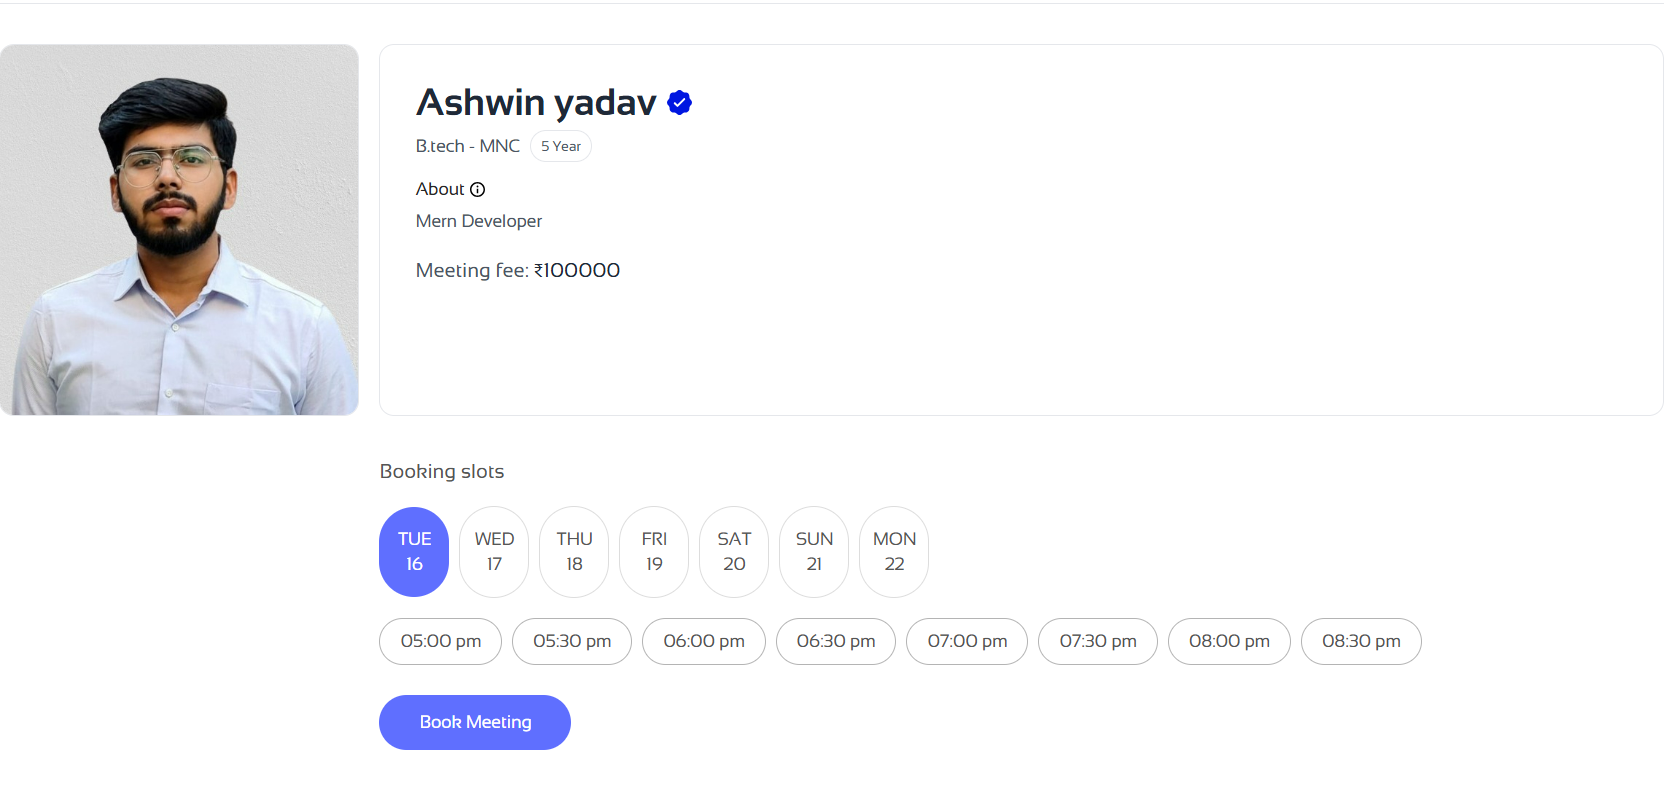 Ashwin yadav
B.tech - MNC 5 Year
About
Mern Developer
Meeting fee: ₹100000
Booking slots
TUE WED THU FRI SAT SUN MON
16 17 18 19 20 21 22
05:00 pm 05:30 pm 06:00 pm 06:30 pm 07:00 pm 07:30 pm 08:00 pm 08:30 pm
Book Meeting